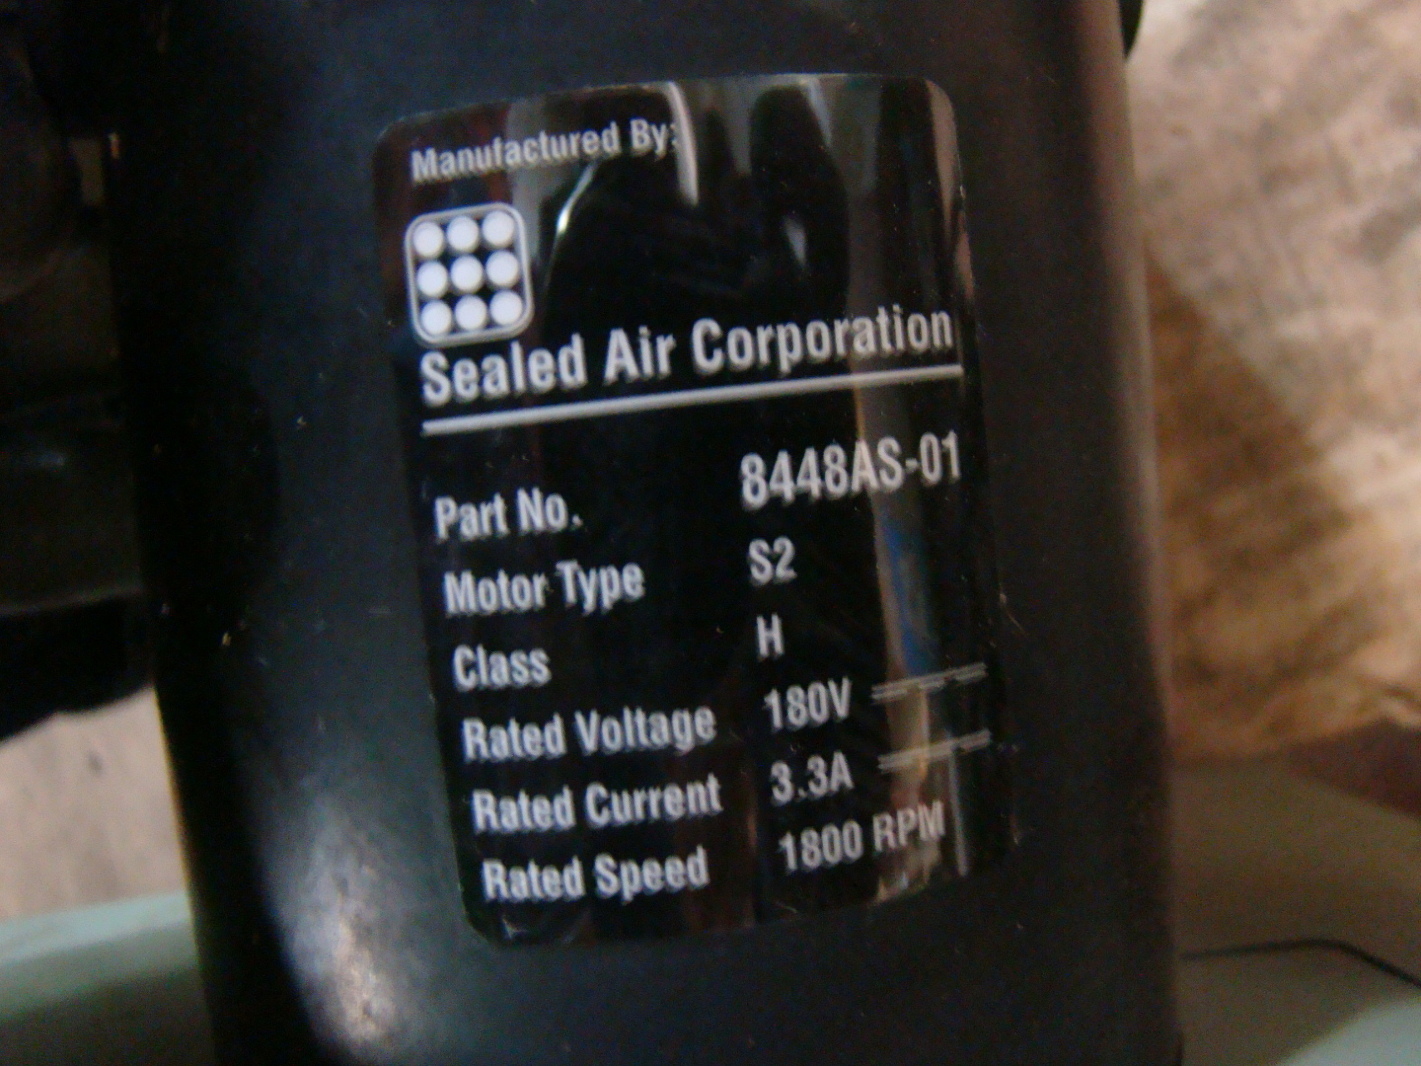 Manufactured By:
Sealed Air Corporation
Part No. 8448AS-01
Motor Type S2
Class H
Rated Voltage 180V
Rated Current 3.3A
Rated Speed 1800 RPM